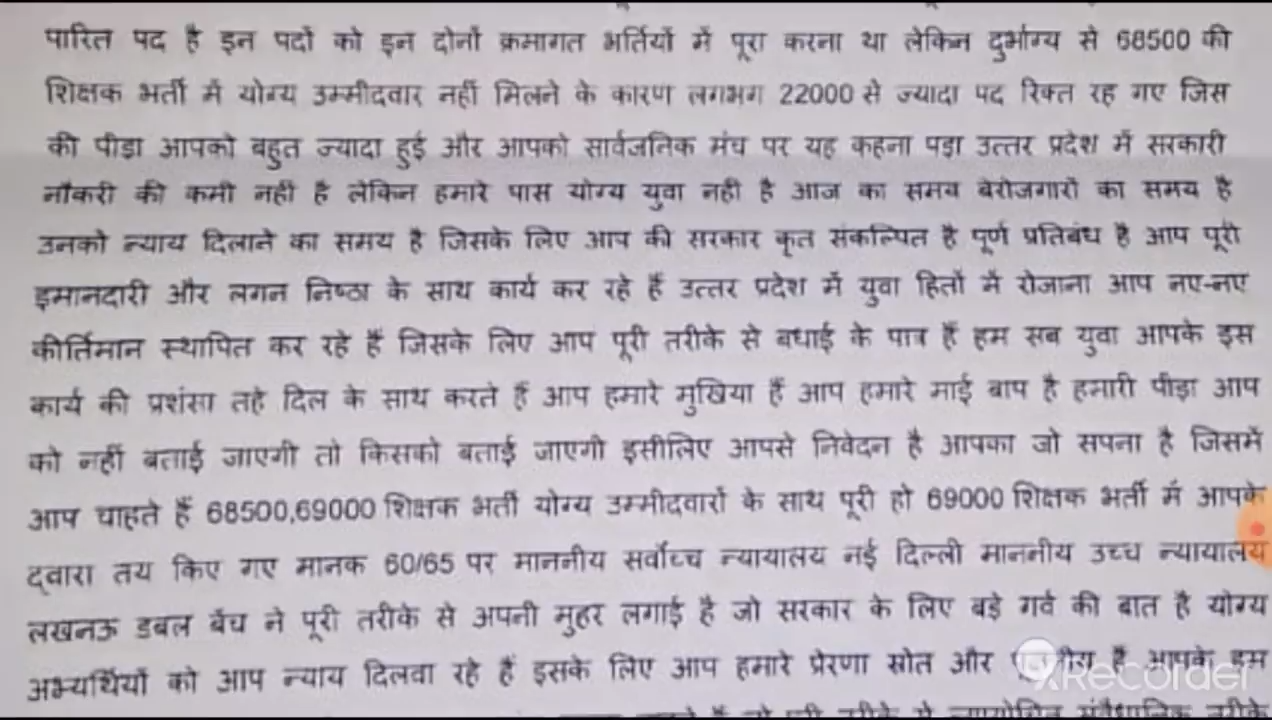 पारित पद है इन पदों को इन दोनों क्रमागत भर्तियों में पूरा करना था लेकिन दुर्भाग्य से 68500 की
शिक्षक भर्ती में योग्य उम्मीदवार नहीं मिलने के कारण लगभग 22000 से ज्यादा पद रिक्त रह गए जिस
की पीड़ा आपको बहुत ज्यादा हुई और आपको सार्वजनिक मंच पर यह कहना पड़ा उत्तर प्रदेश में सरकारी
नौकरी की कमी नहीं है लेकिन हमारे पास योग्य युवा नही है आज का समय बेरोजगारों का समय है
उनको न्याय दिलाने का समय है जिसके लिए आप की सरकार कृत संकल्पित है पूर्ण प्रतिबंध है आप पूरी
इमानदारी और लगन निष्ठा के साथ कार्य कर रहे हैं उत्तर प्रदेश में युवा हितों में रोजाना आप नए-नए
कीर्तिमान स्थापित कर रहे हैं जिसके लिए आप पूरी तरीके से बधाई के पात्र हैं हम सब युवा आपके इस
कार्य की प्रशंसा तहे दिल के साथ करते हैं आप हमारे मुखिया हैं आप हमारे माई बाप है हमारी पीड़ा आप
को नहीं बताई जाएगी तो किसको बताई जाएगी इसीलिए आपसे निवेदन है आपका जो सपना है जिसमें
आप चाहते हैं 68500,69000 शिक्षक भर्ती योग्य उम्मीदवारों के साथ पूरी हो 69000 शिक्षक भर्ती में आपके
द्वारा तय किए गए मानक 60/65 पर माननीय सर्वोच्च न्यायालय नई दिल्ली माननीय उच्च न्यायालय
लखनऊ डबल बेंच ने पूरी तरीके से अपनी मुहर लगाई है जो सरकार के लिए बड़े गर्व की बात है योग्य
अभ्यर्थियों को आप न्याय दिलवा रहे हैं इसके लिए आप हमारे प्रेरणा स्रोत और हैं आपके इस
XRecorder